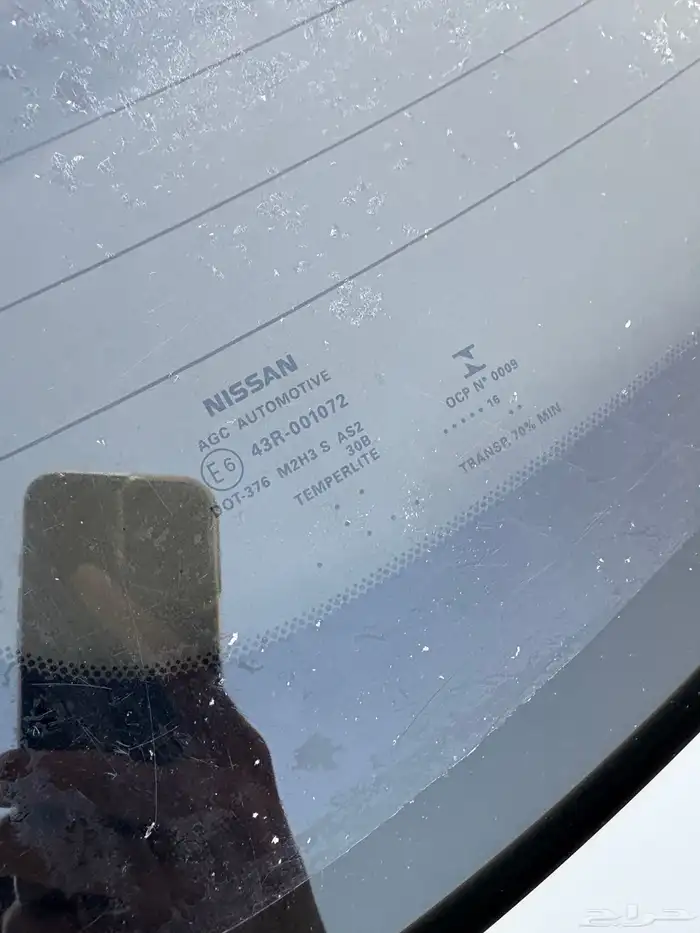 NISSAN
AGC AUTOMOTIVE
E6 43R-001072
DOT-376 M2H3 S AS2
30B
TEMPERLITE
OCP Nº 0009
••••• 16 ••
TRANSP. 70% MIN
حراج